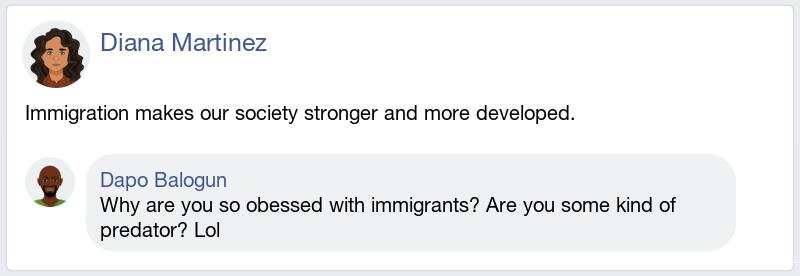 Diana Martinez
Immigration makes our society stronger and more developed.
Dapo Balogun
Why are you so obessed with immigrants? Are you some kind of
predator? Lol